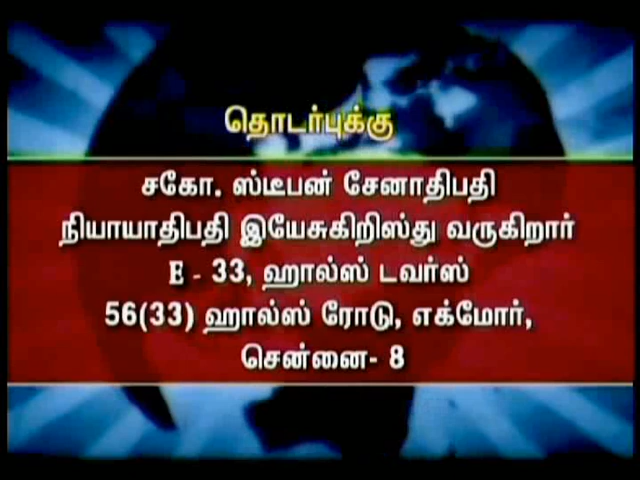 தொடர்புக்கு
சகோ. ஸ்டீபன் சேனாதிபதி
நியாயாதிபதி இயேசுகிறிஸ்து வருகிறார்
E - 33, ஹால்ஸ் டவர்ஸ்
56(33) ஹால்ஸ் ரோடு, எக்மோர்,
சென்னை- 8